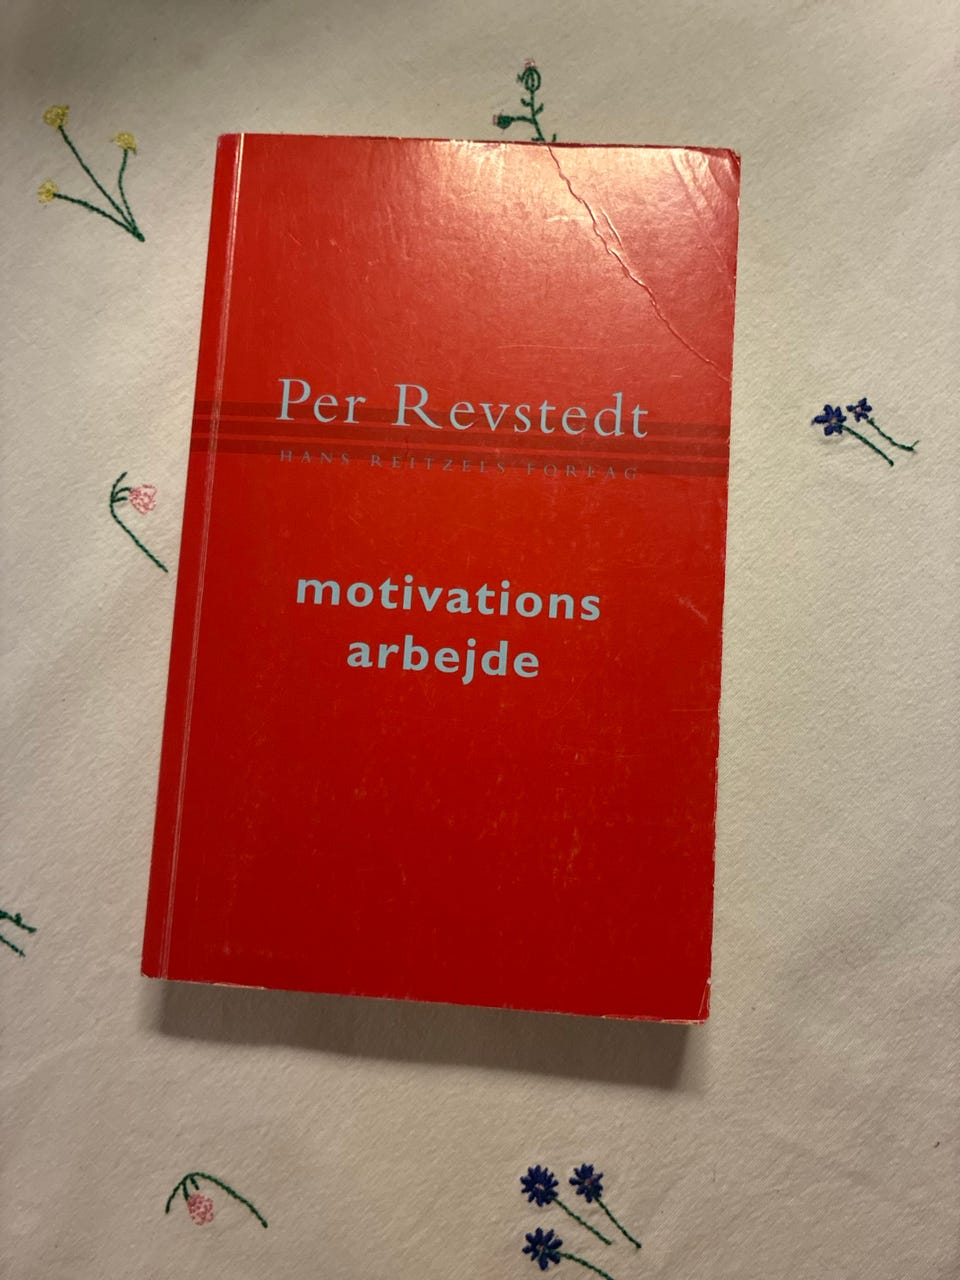 Per Revstedt
HANS REITZELS FORLAG
motivations
arbejde